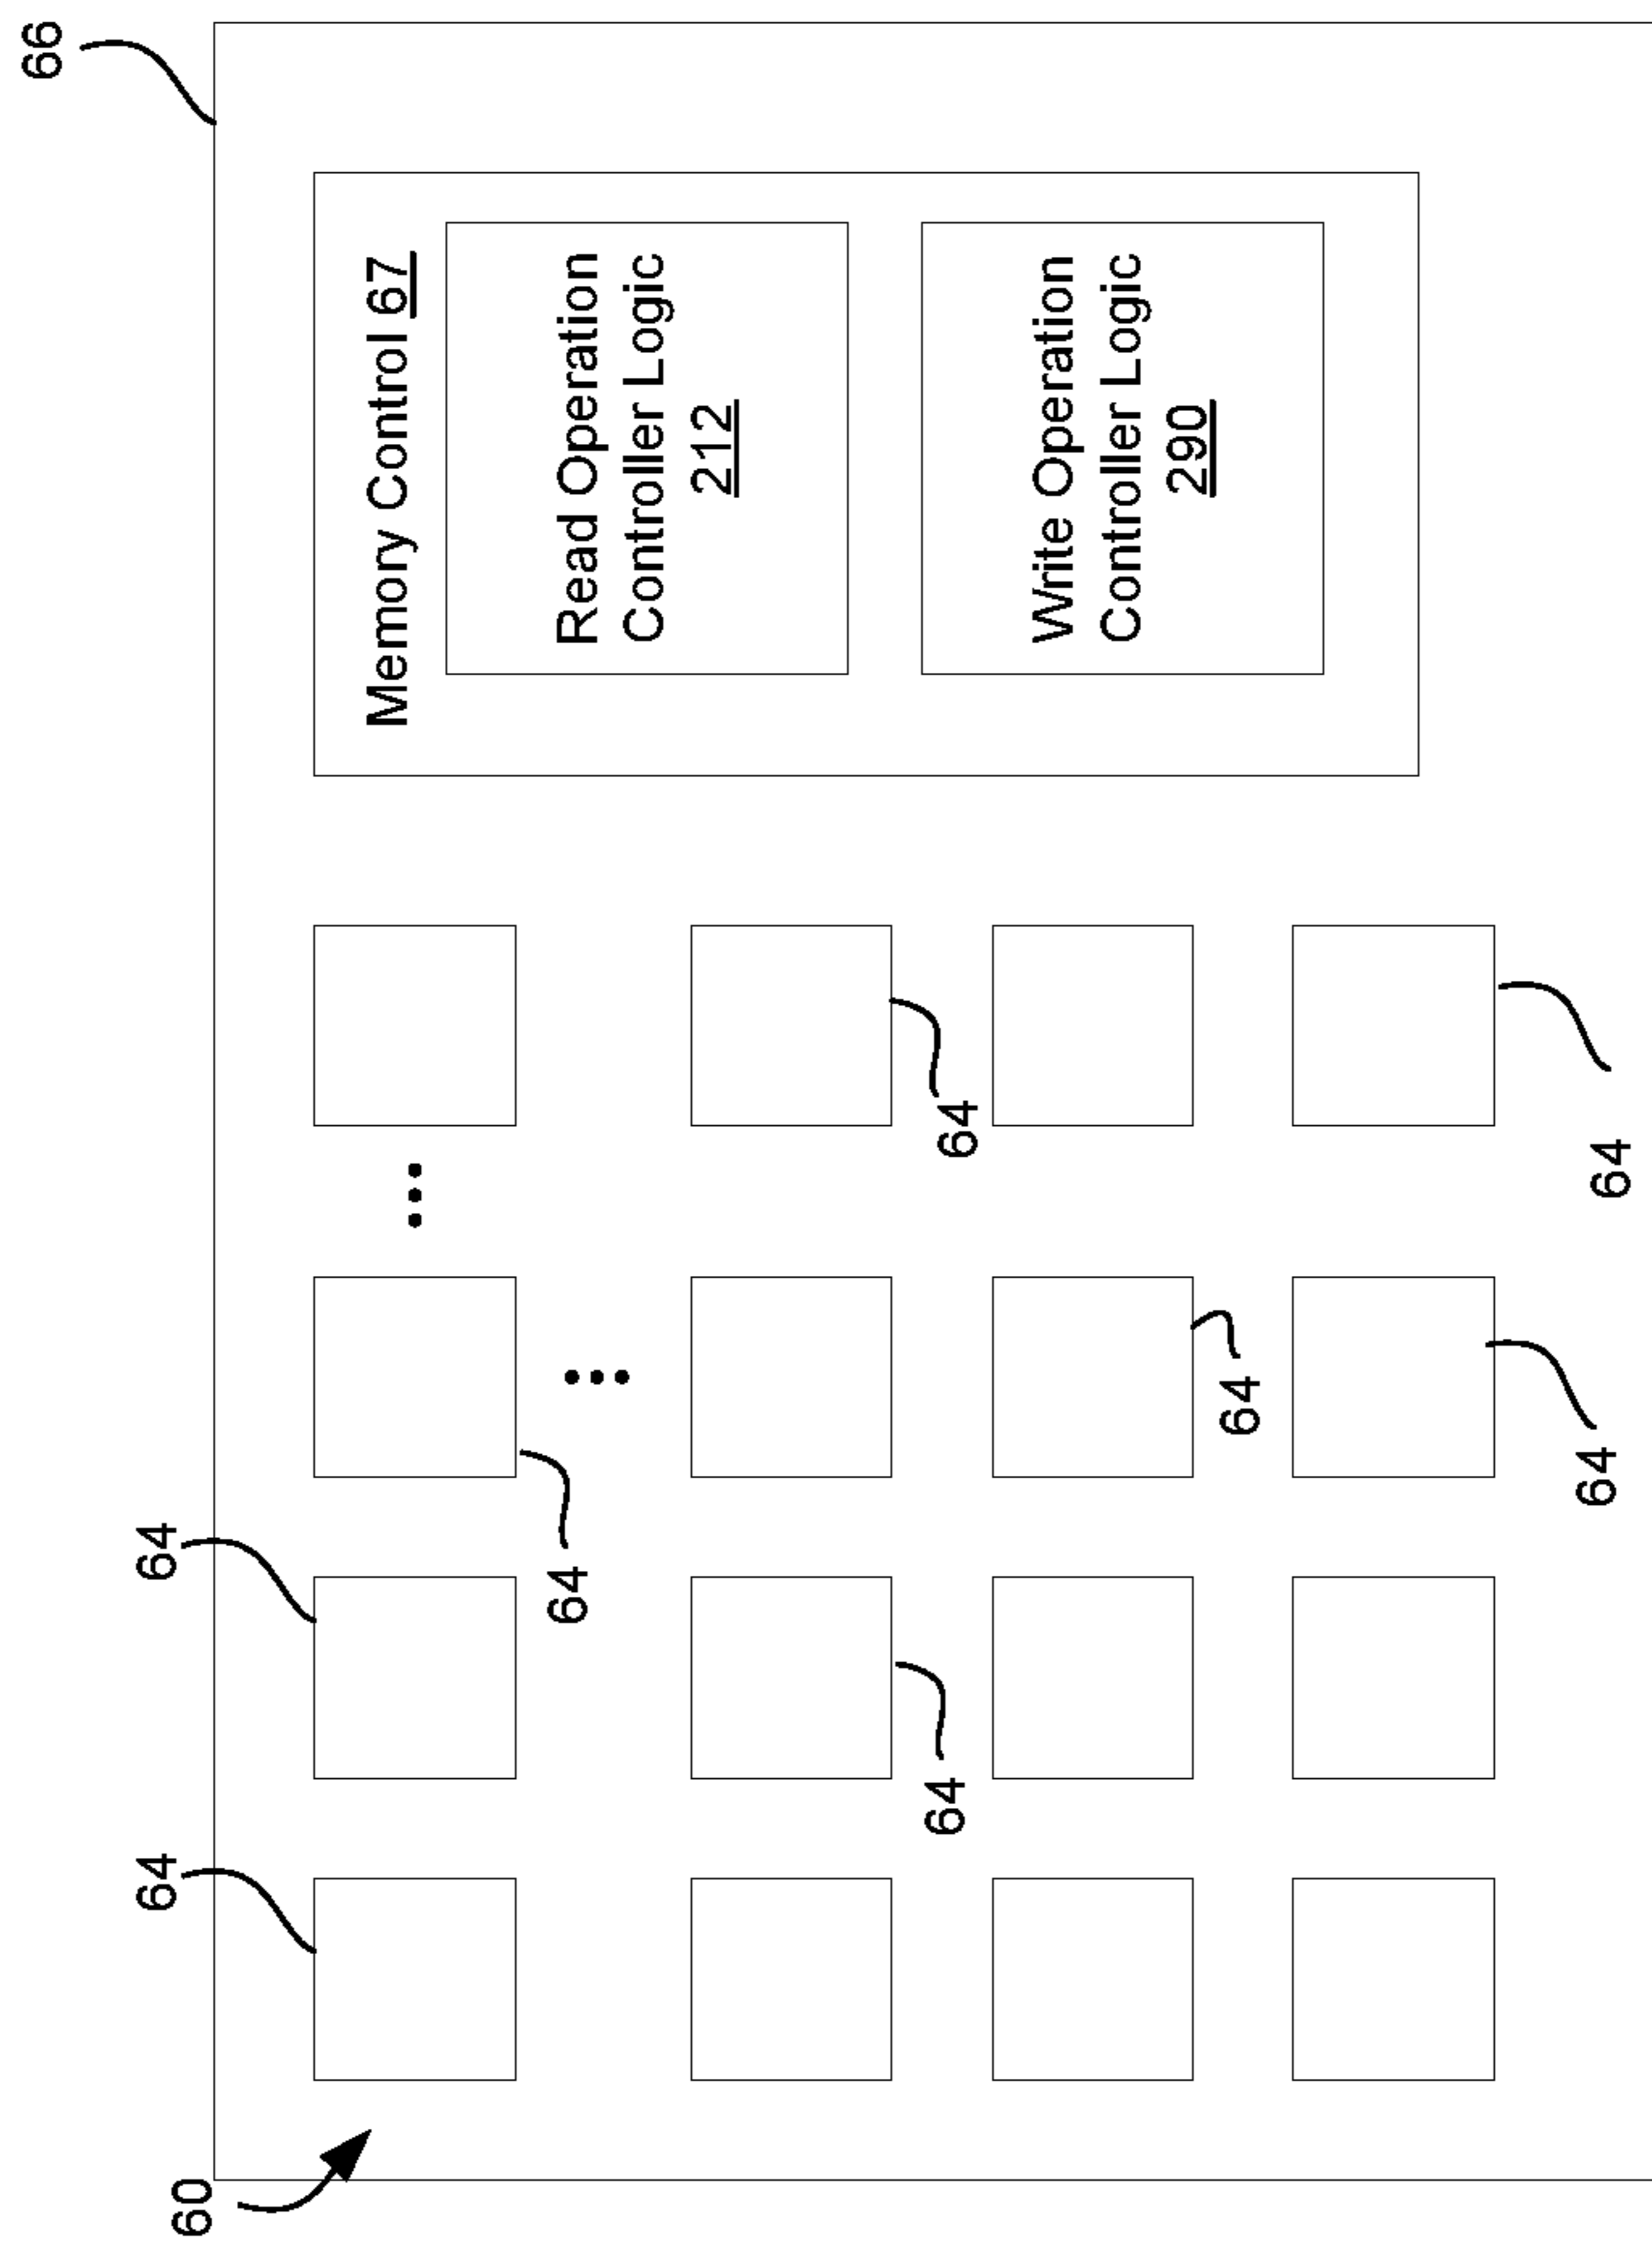 66
64
64
60
Memory Control 67
64
Read Operation
Controller Logic
212
64
64
Write Operation
Controller Logic
290
64
64
64